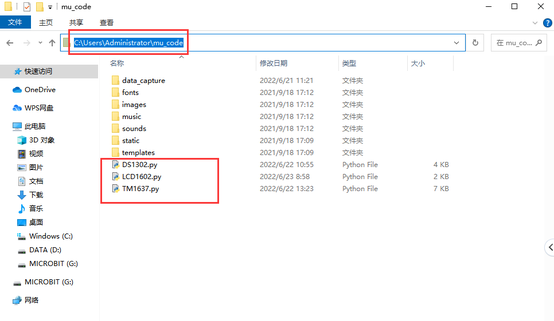 mu_code
文件 主页 共享 查看
C:\Users\Administrator\mu_code
在 mu_co...
名称 修改日期 类型 大小
快速访问
OneDrive
WPS网盘
此电脑
3D 对象
视频
图片
文档
下载
音乐
桌面
Windows (C:)
DATA (D:)
MICROBIT (G:)
MICROBIT (G:)
网络
data_capture 2022/6/21 11:21 文件夹
fonts 2021/9/18 17:12 文件夹
images 2021/9/18 17:12 文件夹
music 2021/9/18 17:12 文件夹
sounds 2021/9/18 17:12 文件夹
static 2021/9/18 17:09 文件夹
templates 2021/9/18 17:09 文件夹
DS1302.py 2022/6/22 10:55 Python File 4 KB
LCD1602.py 2022/6/23 8:58 Python File 2 KB
TM1637.py 2022/6/22 13:23 Python File 7 KB